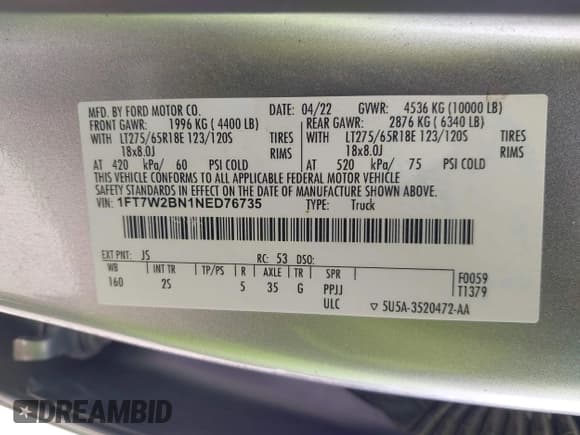 MFD. BY FORD MOTOR CO.
DATE: 04/22 GVWR: 4536 KG (10000 LB)
FRONT GAWR: 1996 KG ( 4400 LB) REAR GAWR: 2876 KG ( 6340 LB)
WITH LT275/65R18E 123/120S TIRES LT275/65R18E 123/120S TIRES
18x8.0J RIMS 18x8.0J RIMS
AT 420 kPa/ 60 PSI COLD AT 520 kPa/ 75 PSI COLD
THIS VEHICLE CONFORMS TO ALL APPLICABLE FEDERAL MOTOR VEHICLE
SAFETY STANDARDS IN EFFECT ON THE DATE OF MANUFACTURE SHOWN ABOVE.
VIN: 1FT7W2BN1NED76735 TYPE: Truck
EXT PNT: JS RC: 53 DSO:
WB INT TR TP/PS R AXLE TR SPR F0059
160 2S 5 35 G PPJJ T1379
ULC ▽ 5U5A-3520472-AA
DREAMBID